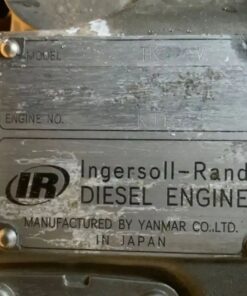 MODEL
ENGINE NO.
IR Ingersoll-Rand
DIESEL ENGINE
MANUFACTURED BY YANMAR CO.,LTD.
IN JAPAN